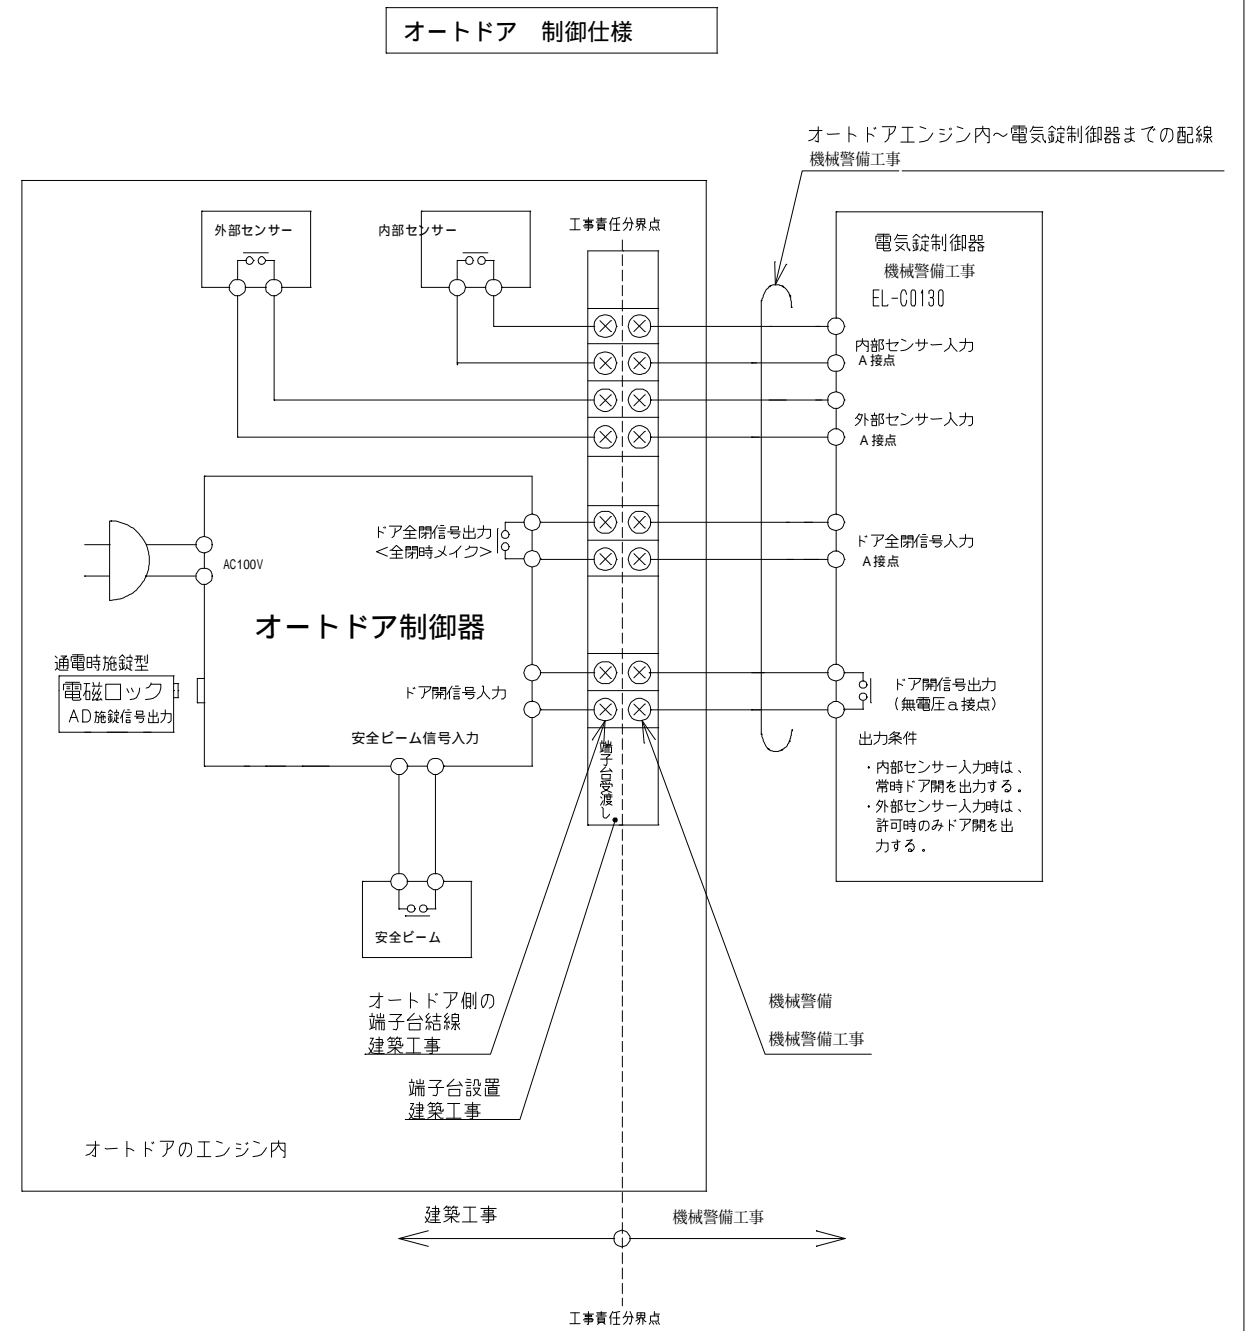 オートドア　制御仕様
オートドアエンジン内～電気錠制御器までの配線
機械警備工事
外部センサー
内部センサー
工事責任分界点
電気錠制御器
機械警備工事
EL-C0130
内部センサー入力
A接点
外部センサー入力
A接点
ドア全閉信号出力
<全閉時メイク>
ドア全閉信号入力
A接点
AC100V
オートドア制御器
通電時施錠型
電磁ロック
AD施錠信号出力
ドア開信号入力
ドア開信号出力
(無電圧a接点)
安全ビーム信号入力
端子台受渡し
出力条件
・内部センサー入力時は、
常時ドア開を出力する。
・外部センサー入力時は、
許可時のみドア開を出
力する。
安全ビーム
オートドア側の
端子台結線
建築工事
機械警備
機械警備工事
端子台設置
建築工事
オートドアのエンジン内
建築工事
機械警備工事
工事責任分界点